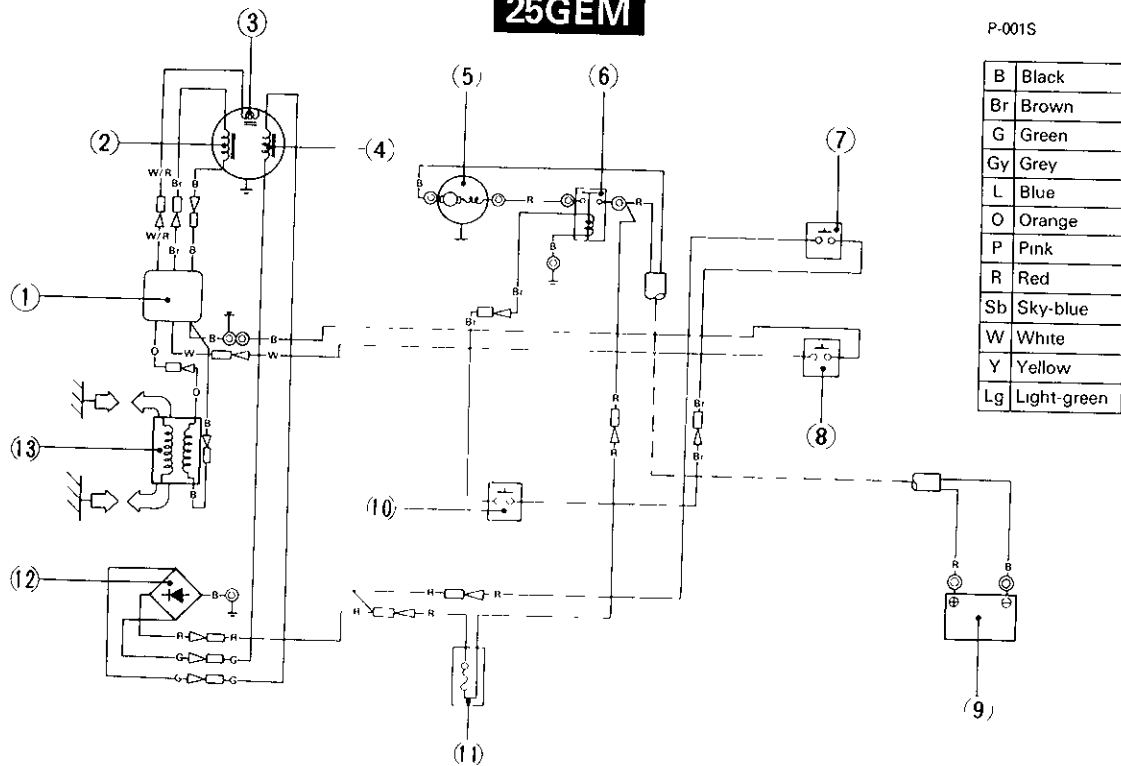 25GEM
P-001S
B Black
Br Brown
G Green
Gy Grey
L Blue
O Orange
P Pink
R Red
Sb Sky-blue
W White
Y Yellow
Lg Light-green
3
5
6
2
4
7
W/R
Br
B
W/R
Br
B
B
R
R
B
Br
Br
1
B
B
W
W
O
O
8
B
B
R
R
Br
Br
13
10
R
B
12
B
R
R
R
R
R
G
G
G
G
9
11